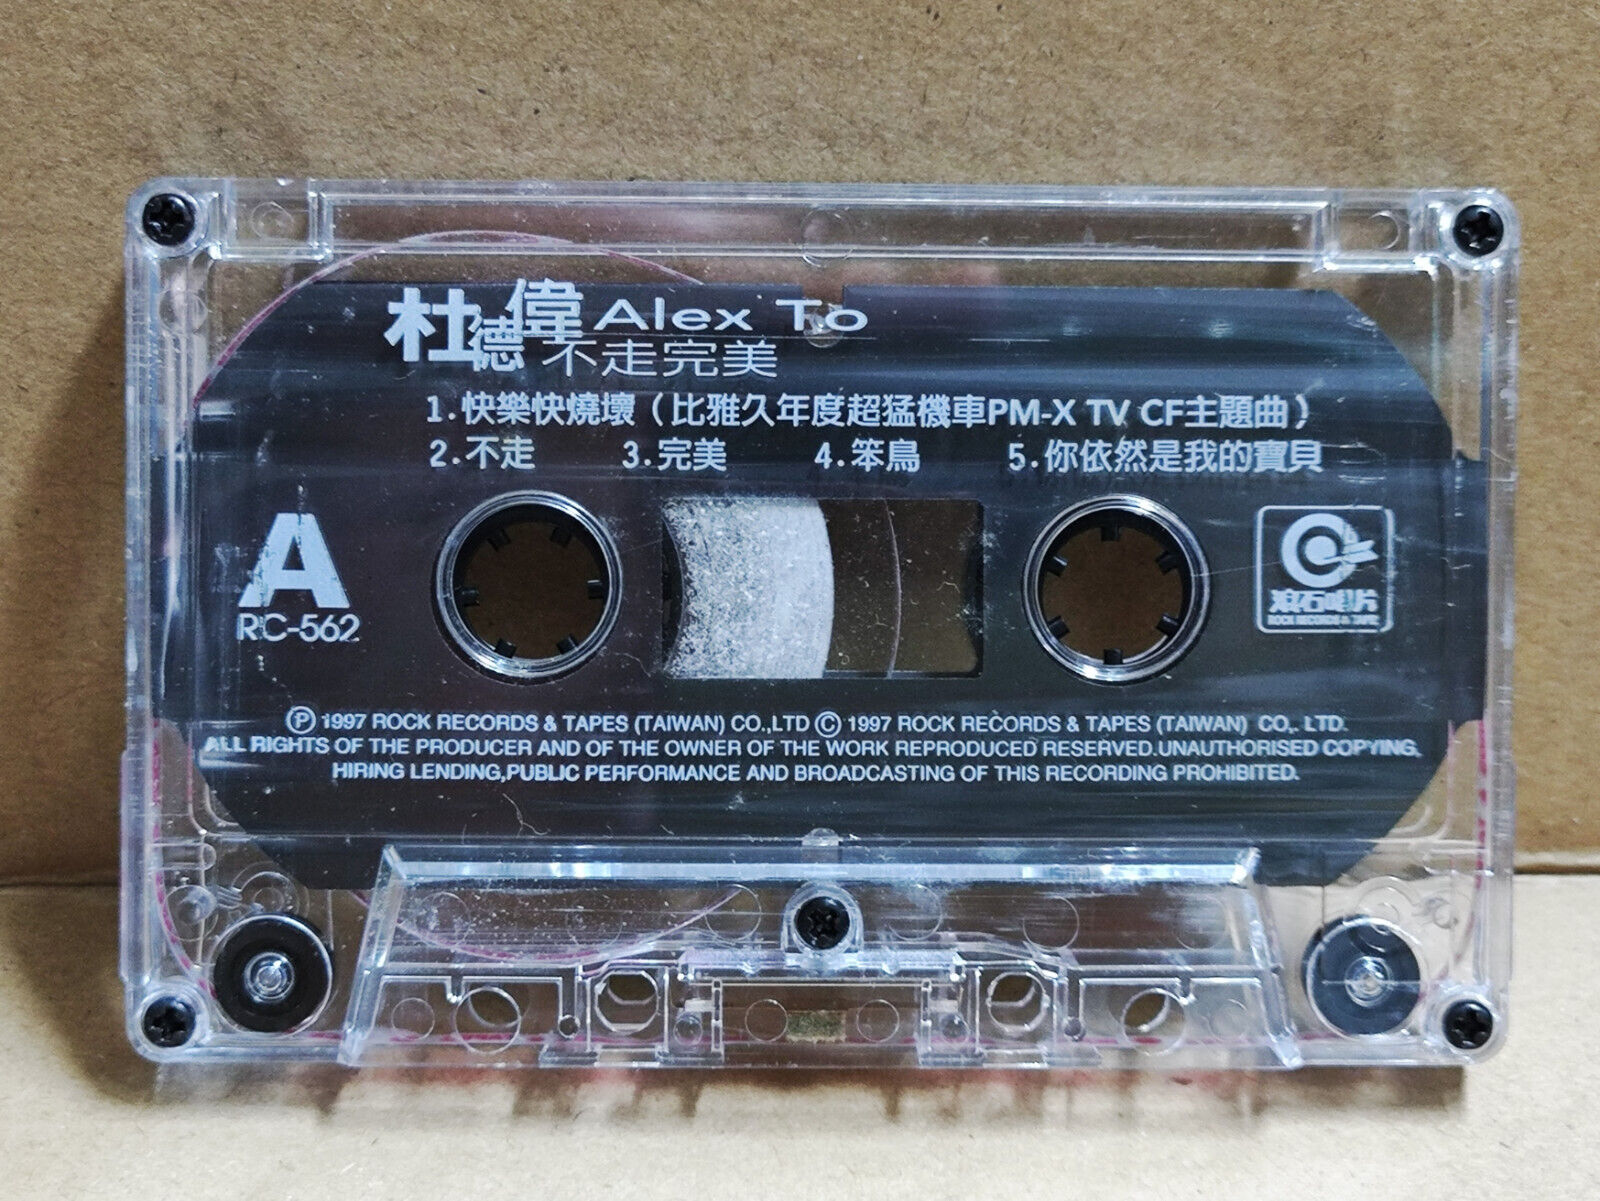 杜德偉 Alex To
不走完美
1.快樂快燒壞（比雅久年度超猛機車PM-X TV CF主題曲）
2.不走 3.完美 4.笨鳥 5.你依然是我的寶貝
A
RC-562
滾石唱片
ROCK RECORDS & TAPE
Ⓟ 1997 ROCK RECORDS & TAPES (TAIWAN) CO.,LTD Ⓒ 1997 ROCK RECORDS & TAPES (TAIWAN) CO,. LTD.
ALL RIGHTS OF THE PRODUCER AND OF THE OWNER OF THE WORK REPRODUCED RESERVED.UNAUTHORISED COPYING,
HIRING LENDING,PUBLIC PERFORMANCE AND BROADCASTING OF THIS RECORDING PROHIBITED.